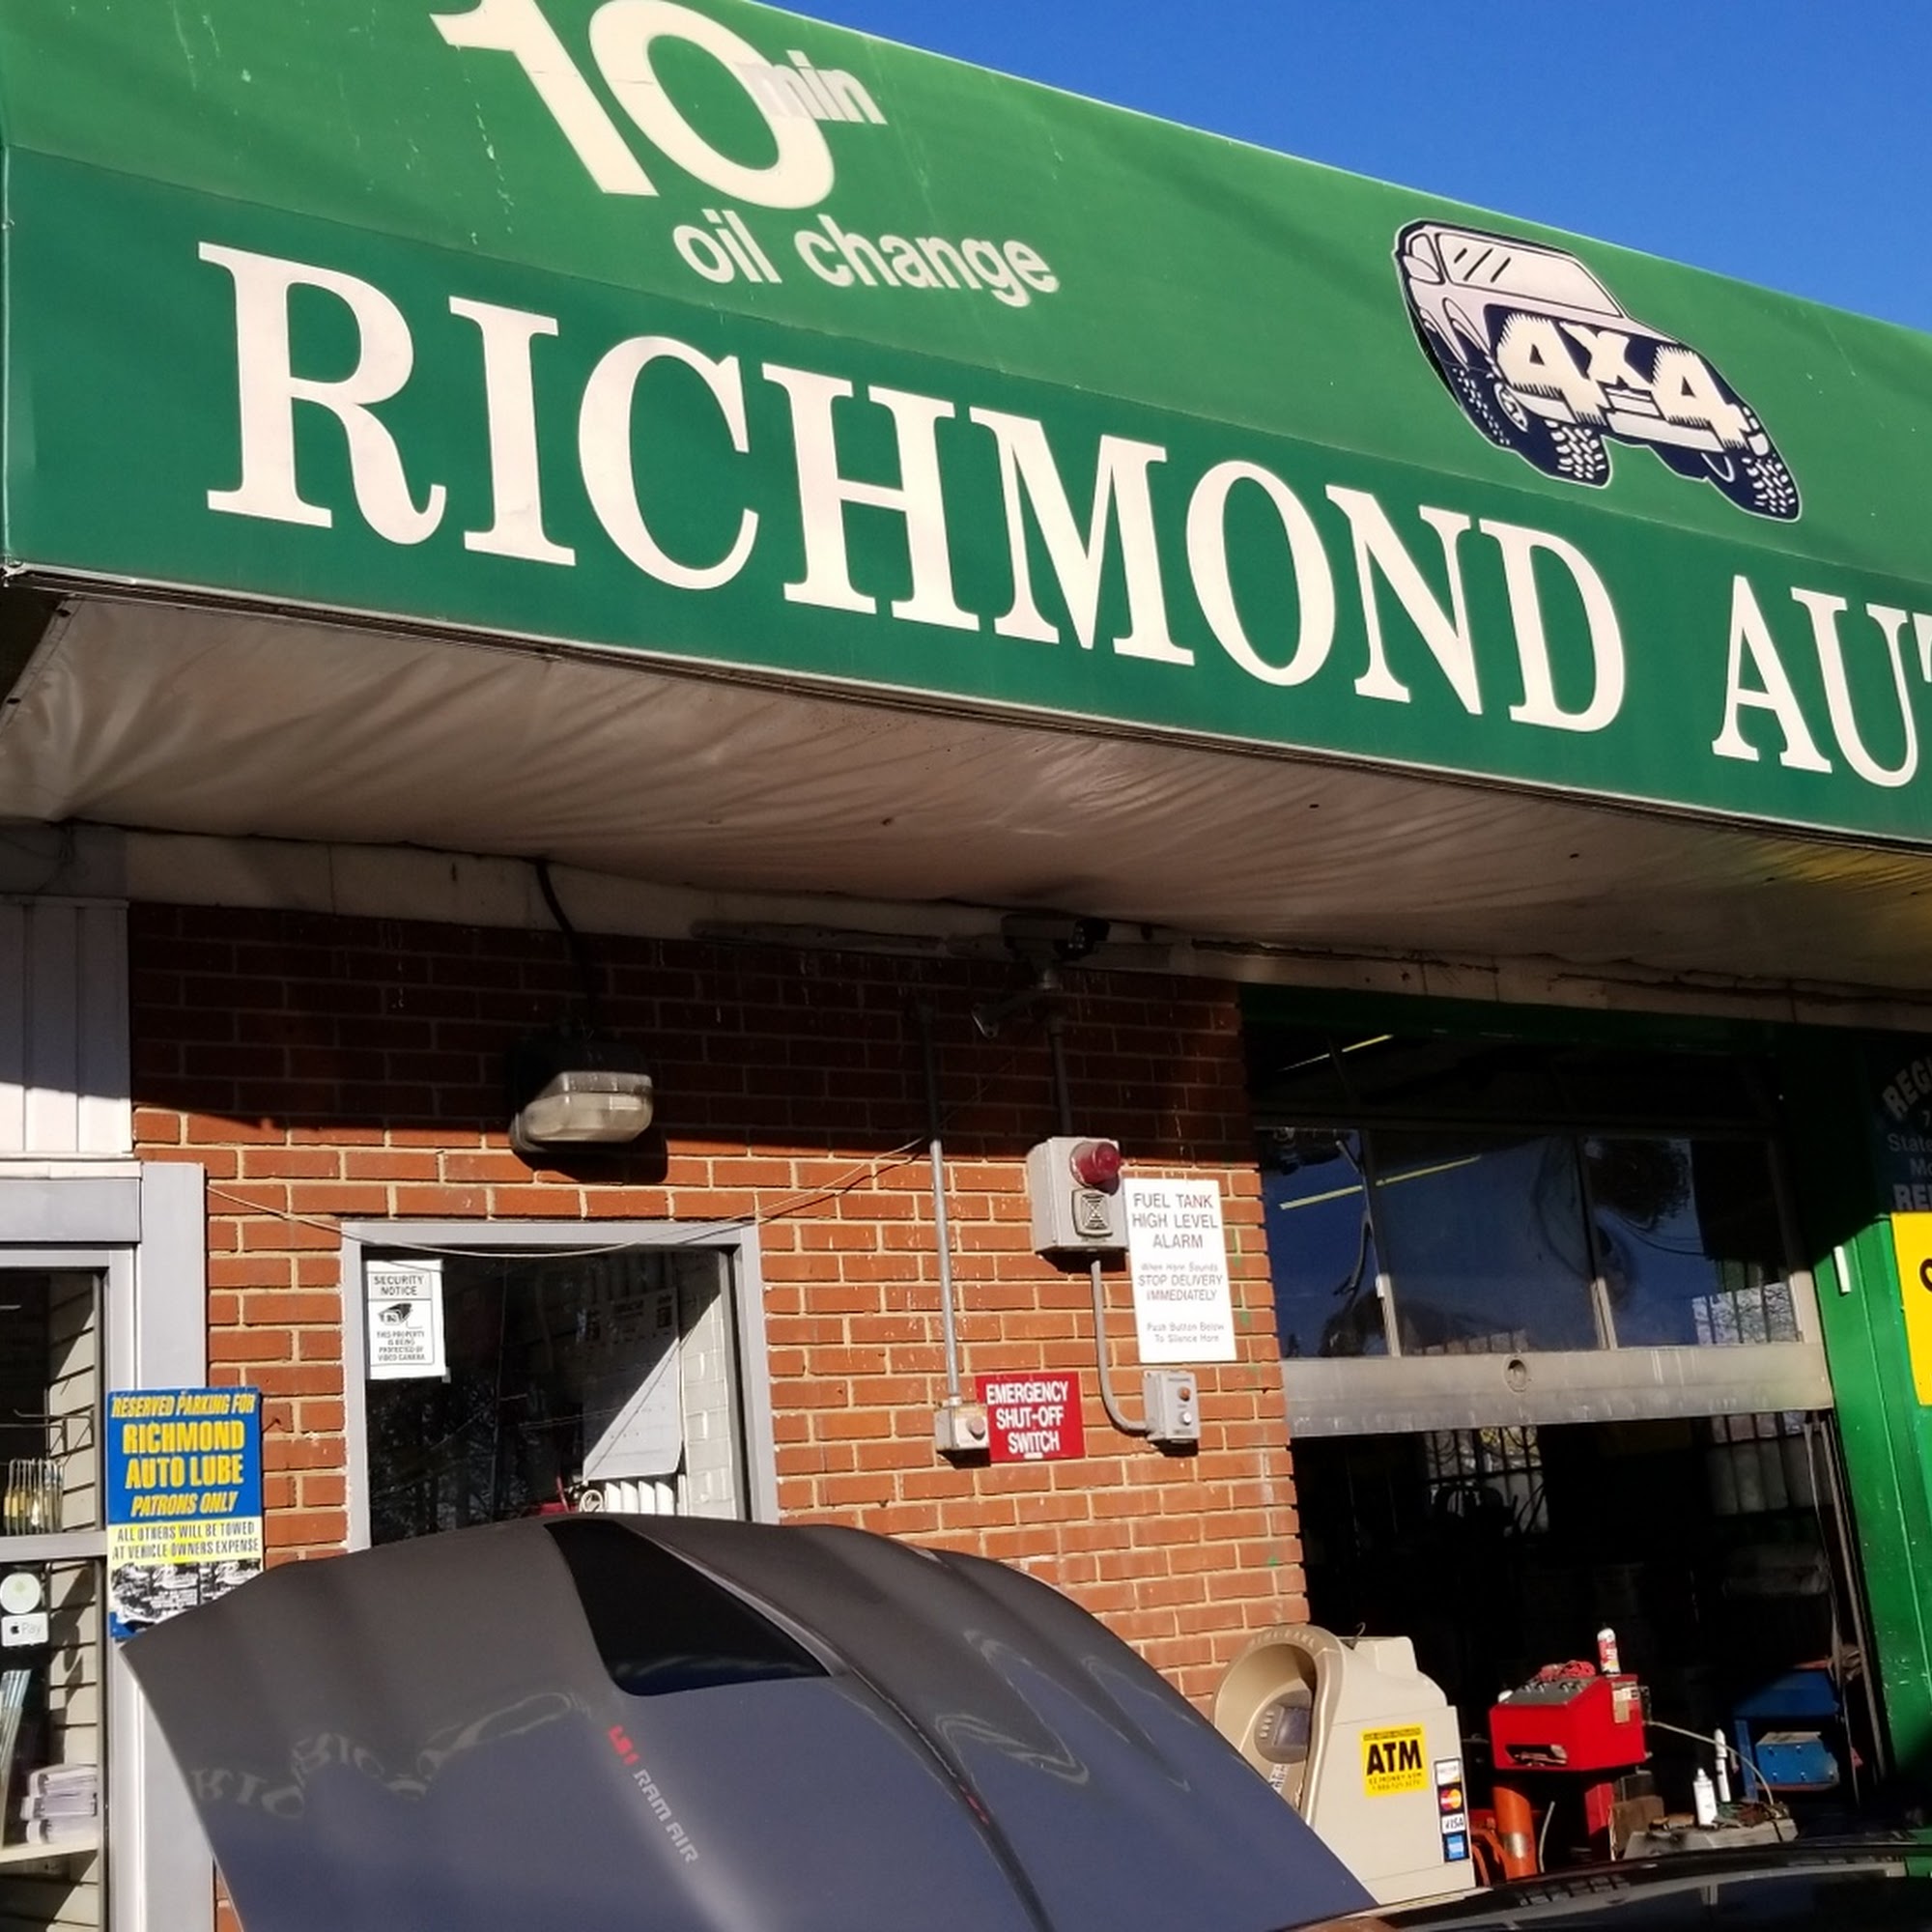 10 min
oil change
4X4
RICHMOND AU
FUEL TANK
HIGH LEVEL
ALARM
When Horn Sounds
STOP DELIVERY
IMMEDIATELY
Push Button Below
To Silence Horn
SECURITY
NOTICE
THIS PROPERTY
IS BEING
PROTECTED BY
VIDEO CAMERA
EMERGENCY
SHUT-OFF
SWITCH
RESERVED PARKING FOR
RICHMOND
AUTO LUBE
PATRONS ONLY
ALL OTHERS WILL BE TOWED
AT VEHICLE OWNERS EXPENSE
Pay
RAM AIR
ATM
VISA